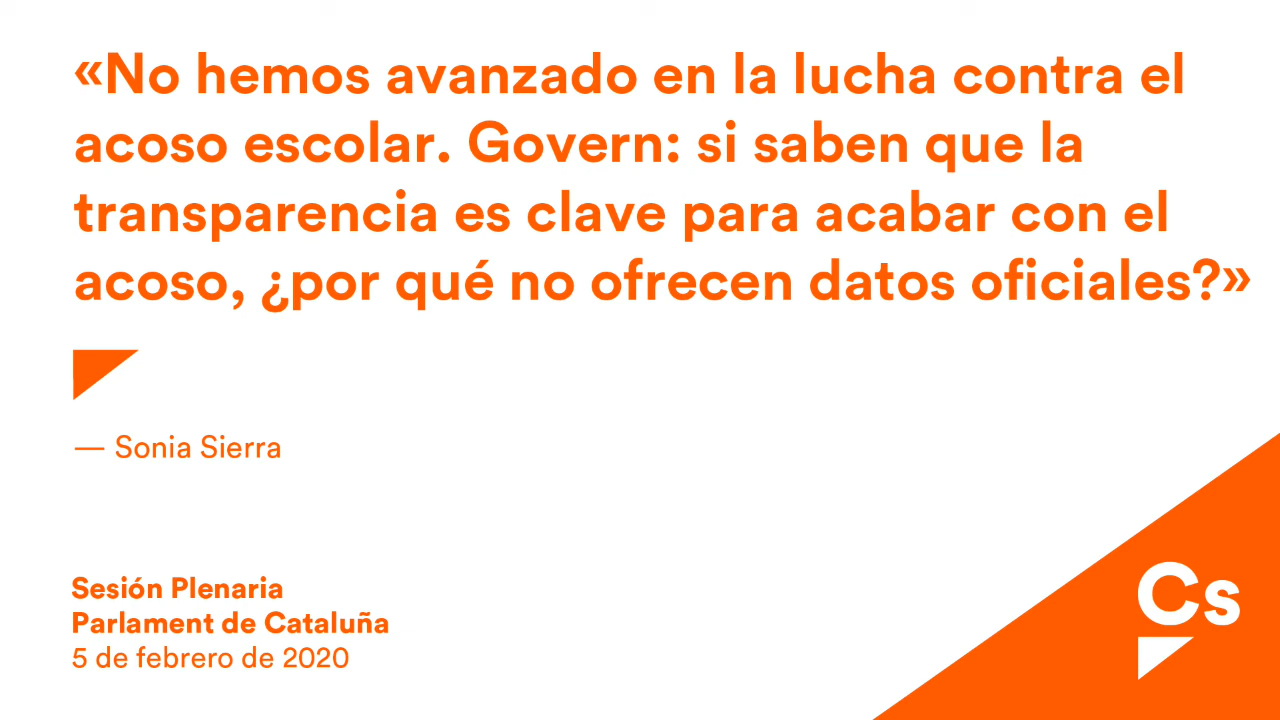 «No hemos avanzado en la lucha contra el
acoso escolar. Govern: si saben que la
transparencia es clave para acabar con el
acoso, ¿por qué no ofrecen datos oficiales?»
— Sonia Sierra
Sesión Plenaria
Parlament de Cataluña
5 de febrero de 2020
Cs